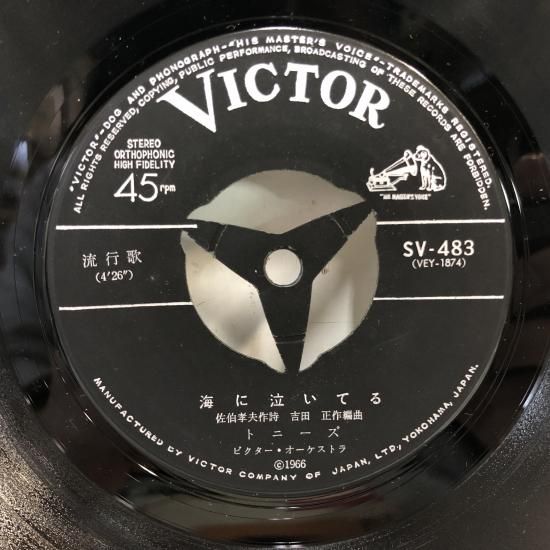 "VICTOR"-DOG AND PHONOGRAPH-"HIS MASTER'S VOICE"-TRADEMARKS REGISTERED.
ALL RIGHTS RESERVED, COPYING, PUBLIC PERFORMANCE, BROADCASTING OF THESE RECORDS ARE FORBIDDEN.
VICTOR
STEREO
ORTHOPHONIC
HIGH FIDELITY
45 rpm
"HIS MASTER'S VOICE"
流行歌
(4'26")
SV-483
(VEY-1874)
海に泣いてる
佐伯孝夫作詩 吉田 正作編曲
トニーズ
ビクター・オーケストラ
©1966
MANUFACTURED BY VICTOR COMPANY OF JAPAN, LTD., YOKOHAMA, JAPAN.